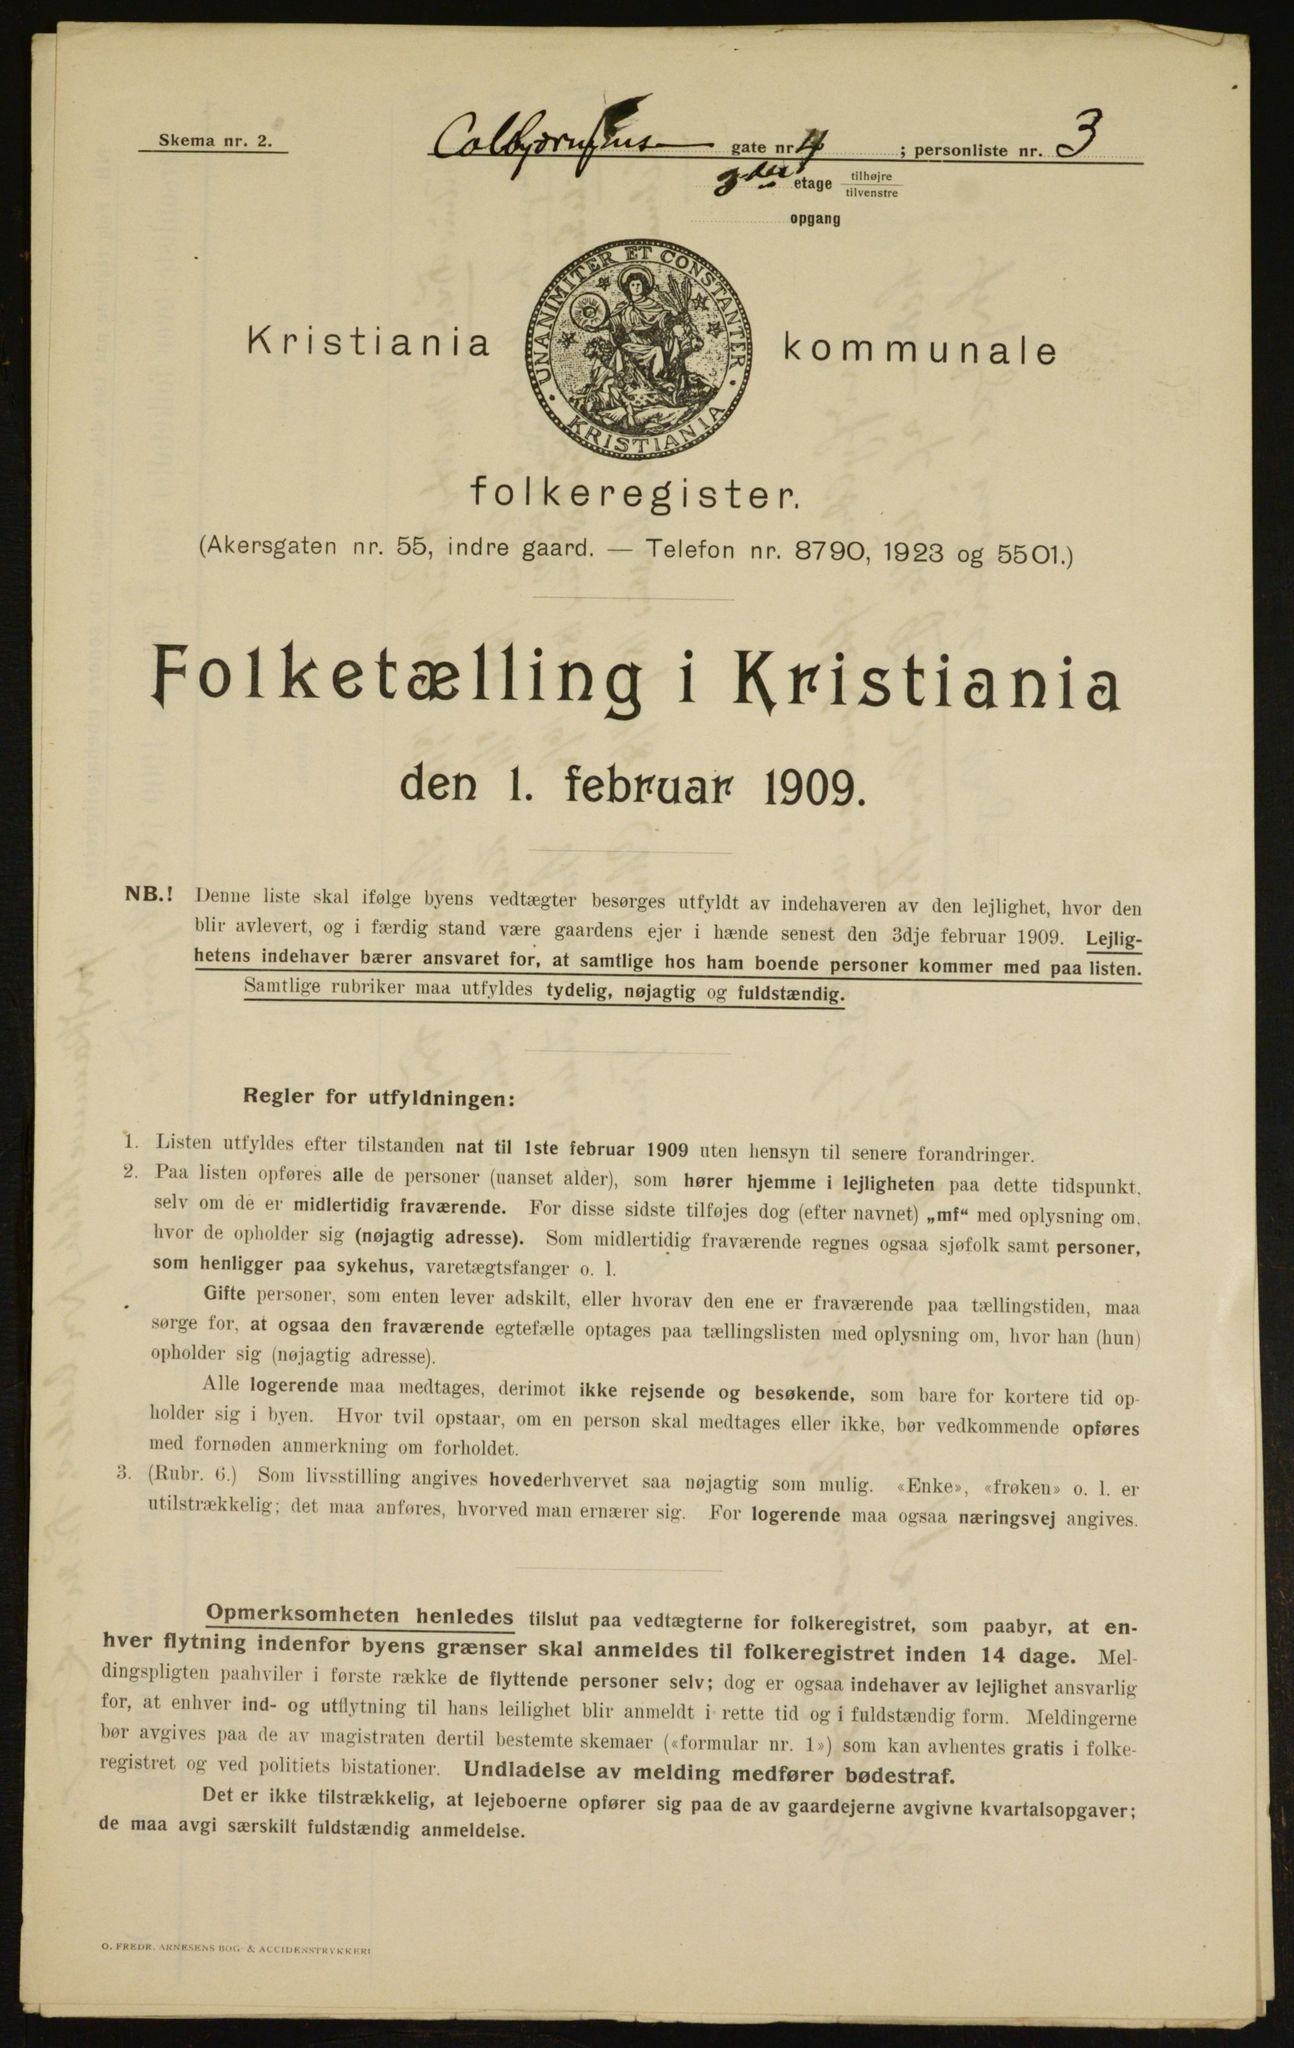 Skema nr. 2.
Colbjørnsens gate nr. 4 ; personliste nr. 3
etage tilhøjre
tilvenstre
opgang
UNANIMITER ET CONSTANTER
KRISTIANIA
Kristiania kommunale
folkeregister.
(Akersgaten nr. 55, indre gaard. — Telefon nr. 8790, 1923 og 5501.)
Folketælling i Kristiania
den 1. februar 1909.
NB.! Denne liste skal ifølge byens vedtægter besørges utfyldt av indehaveren av den lejlighet, hvor den
blir avlevert, og i færdig stand være gaardens ejer i hænde senest den 3dje februar 1909. Lejlig-
hetens indehaver bærer ansvaret for, at samtlige hos ham boende personer kommer med paa listen.
Samtlige rubriker maa utfyldes tydelig, nøjagtig og fuldstændig.
Regler for utfyldningen:
1. Listen utfyldes efter tilstanden nat til 1ste februar 1909 uten hensyn til senere forandringer.
2. Paa listen opføres alle de personer (uanset alder), som hører hjemme i lejligheten paa dette tidspunkt,
selv om de er midlertidig fraværende. For disse sidste tilføjes dog (efter navnet) „mf“ med oplysning om,
hvor de opholder sig (nøjagtig adresse). Som midlertidig fraværende regnes ogsaa sjøfolk samt personer,
som henligger paa sykehus, varetægtsfanger o. l.
Gifte personer, som enten lever adskilt, eller hvorav den ene er fraværende paa tællingstiden, maa
sørge for, at ogsaa den fraværende egtefælle optages paa tællingslisten med oplysning om, hvor han (hun)
opholder sig (nøjagtig adresse).
Alle logerende maa medtages, derimot ikke rejsende og besøkende, som bare for kortere tid op-
holder sig i byen. Hvor tvil opstaar, om en person skal medtages eller ikke, bør vedkommende opføres
med fornøden anmerkning om forholdet.
3. (Rubr. 6.) Som livsstilling angives hovederhvervet saa nøjagtig som mulig. «Enke», «frøken» o. l. er
utilstrækkelig; det maa anføres, hvorved man ernærer sig. For logerende maa ogsaa næringsvej angives.
Opmerksomheten henledes tilslut paa vedtægterne for folkeregistret, som paabyr, at en-
hver flytning indenfor byens grænser skal anmeldes til folkeregistret inden 14 dage. Mel-
dingspligten paahviler i første række de flyttende personer selv; dog er ogsaa indehaver av lejlighet ansvarlig
for, at enhver ind- og utflytning til hans leilighet blir anmeldt i rette tid og i fuldstændig form. Meldingerne
bør avgives paa de av magistraten dertil bestemte skemaer («formular nr. 1») som kan avhentes gratis i folke-
registret og ved politiets bistationer. Undladelse av melding medfører bødestraf.
Det er ikke tilstrækkelig, at lejeboerne opfører sig paa de av gaardejerne avgivne kvartalsopgaver;
de maa avgi særskilt fuldstændig anmeldelse.
O. FREDR. ARNESENS BOG- & ACCIDENSTRYKKERI